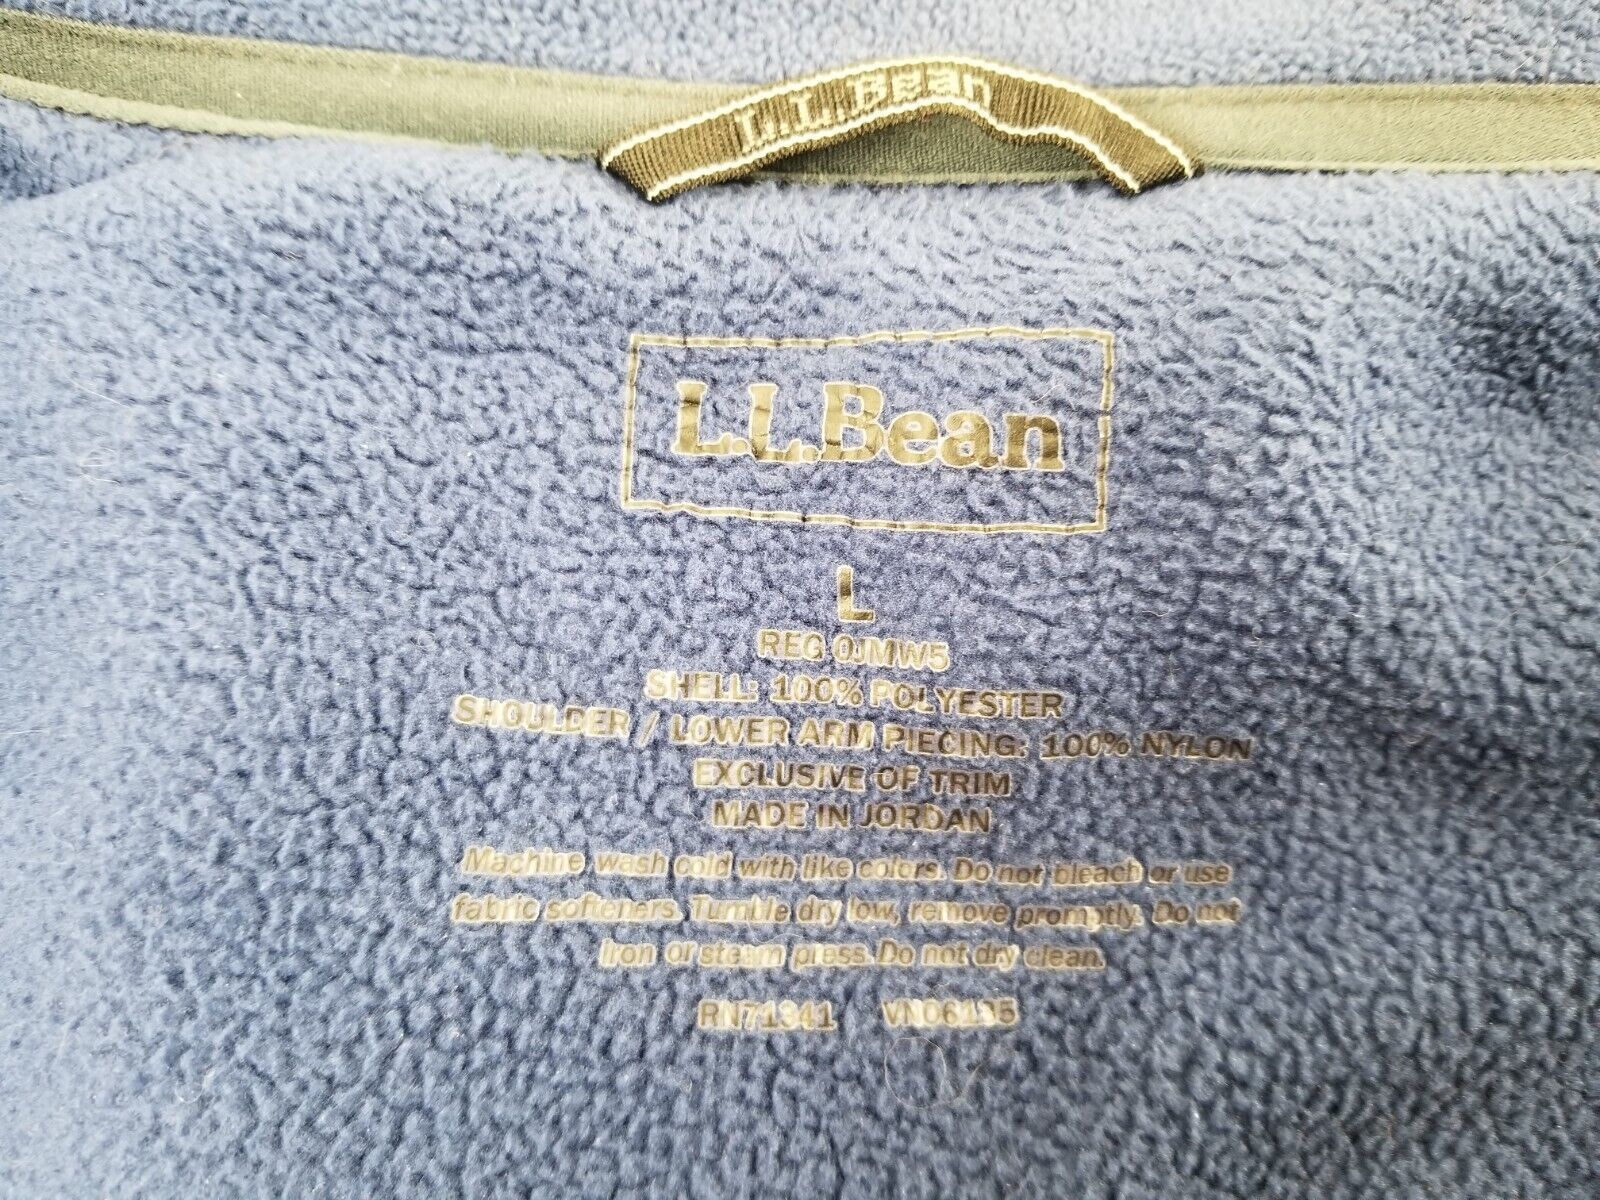 L.L.Bean
L.L.Bean
L
REG 0JMW5
SHELL: 100% POLYESTER
SHOULDER / LOWER ARM PIECING: 100% NYLON
EXCLUSIVE OF TRIM
MADE IN JORDAN
Machine wash cold with like colors. Do not bleach or use
fabric softeners. Tumble dry low, remove promptly. Do not
iron or steam press. Do not dry clean.
RN71341 VN06135